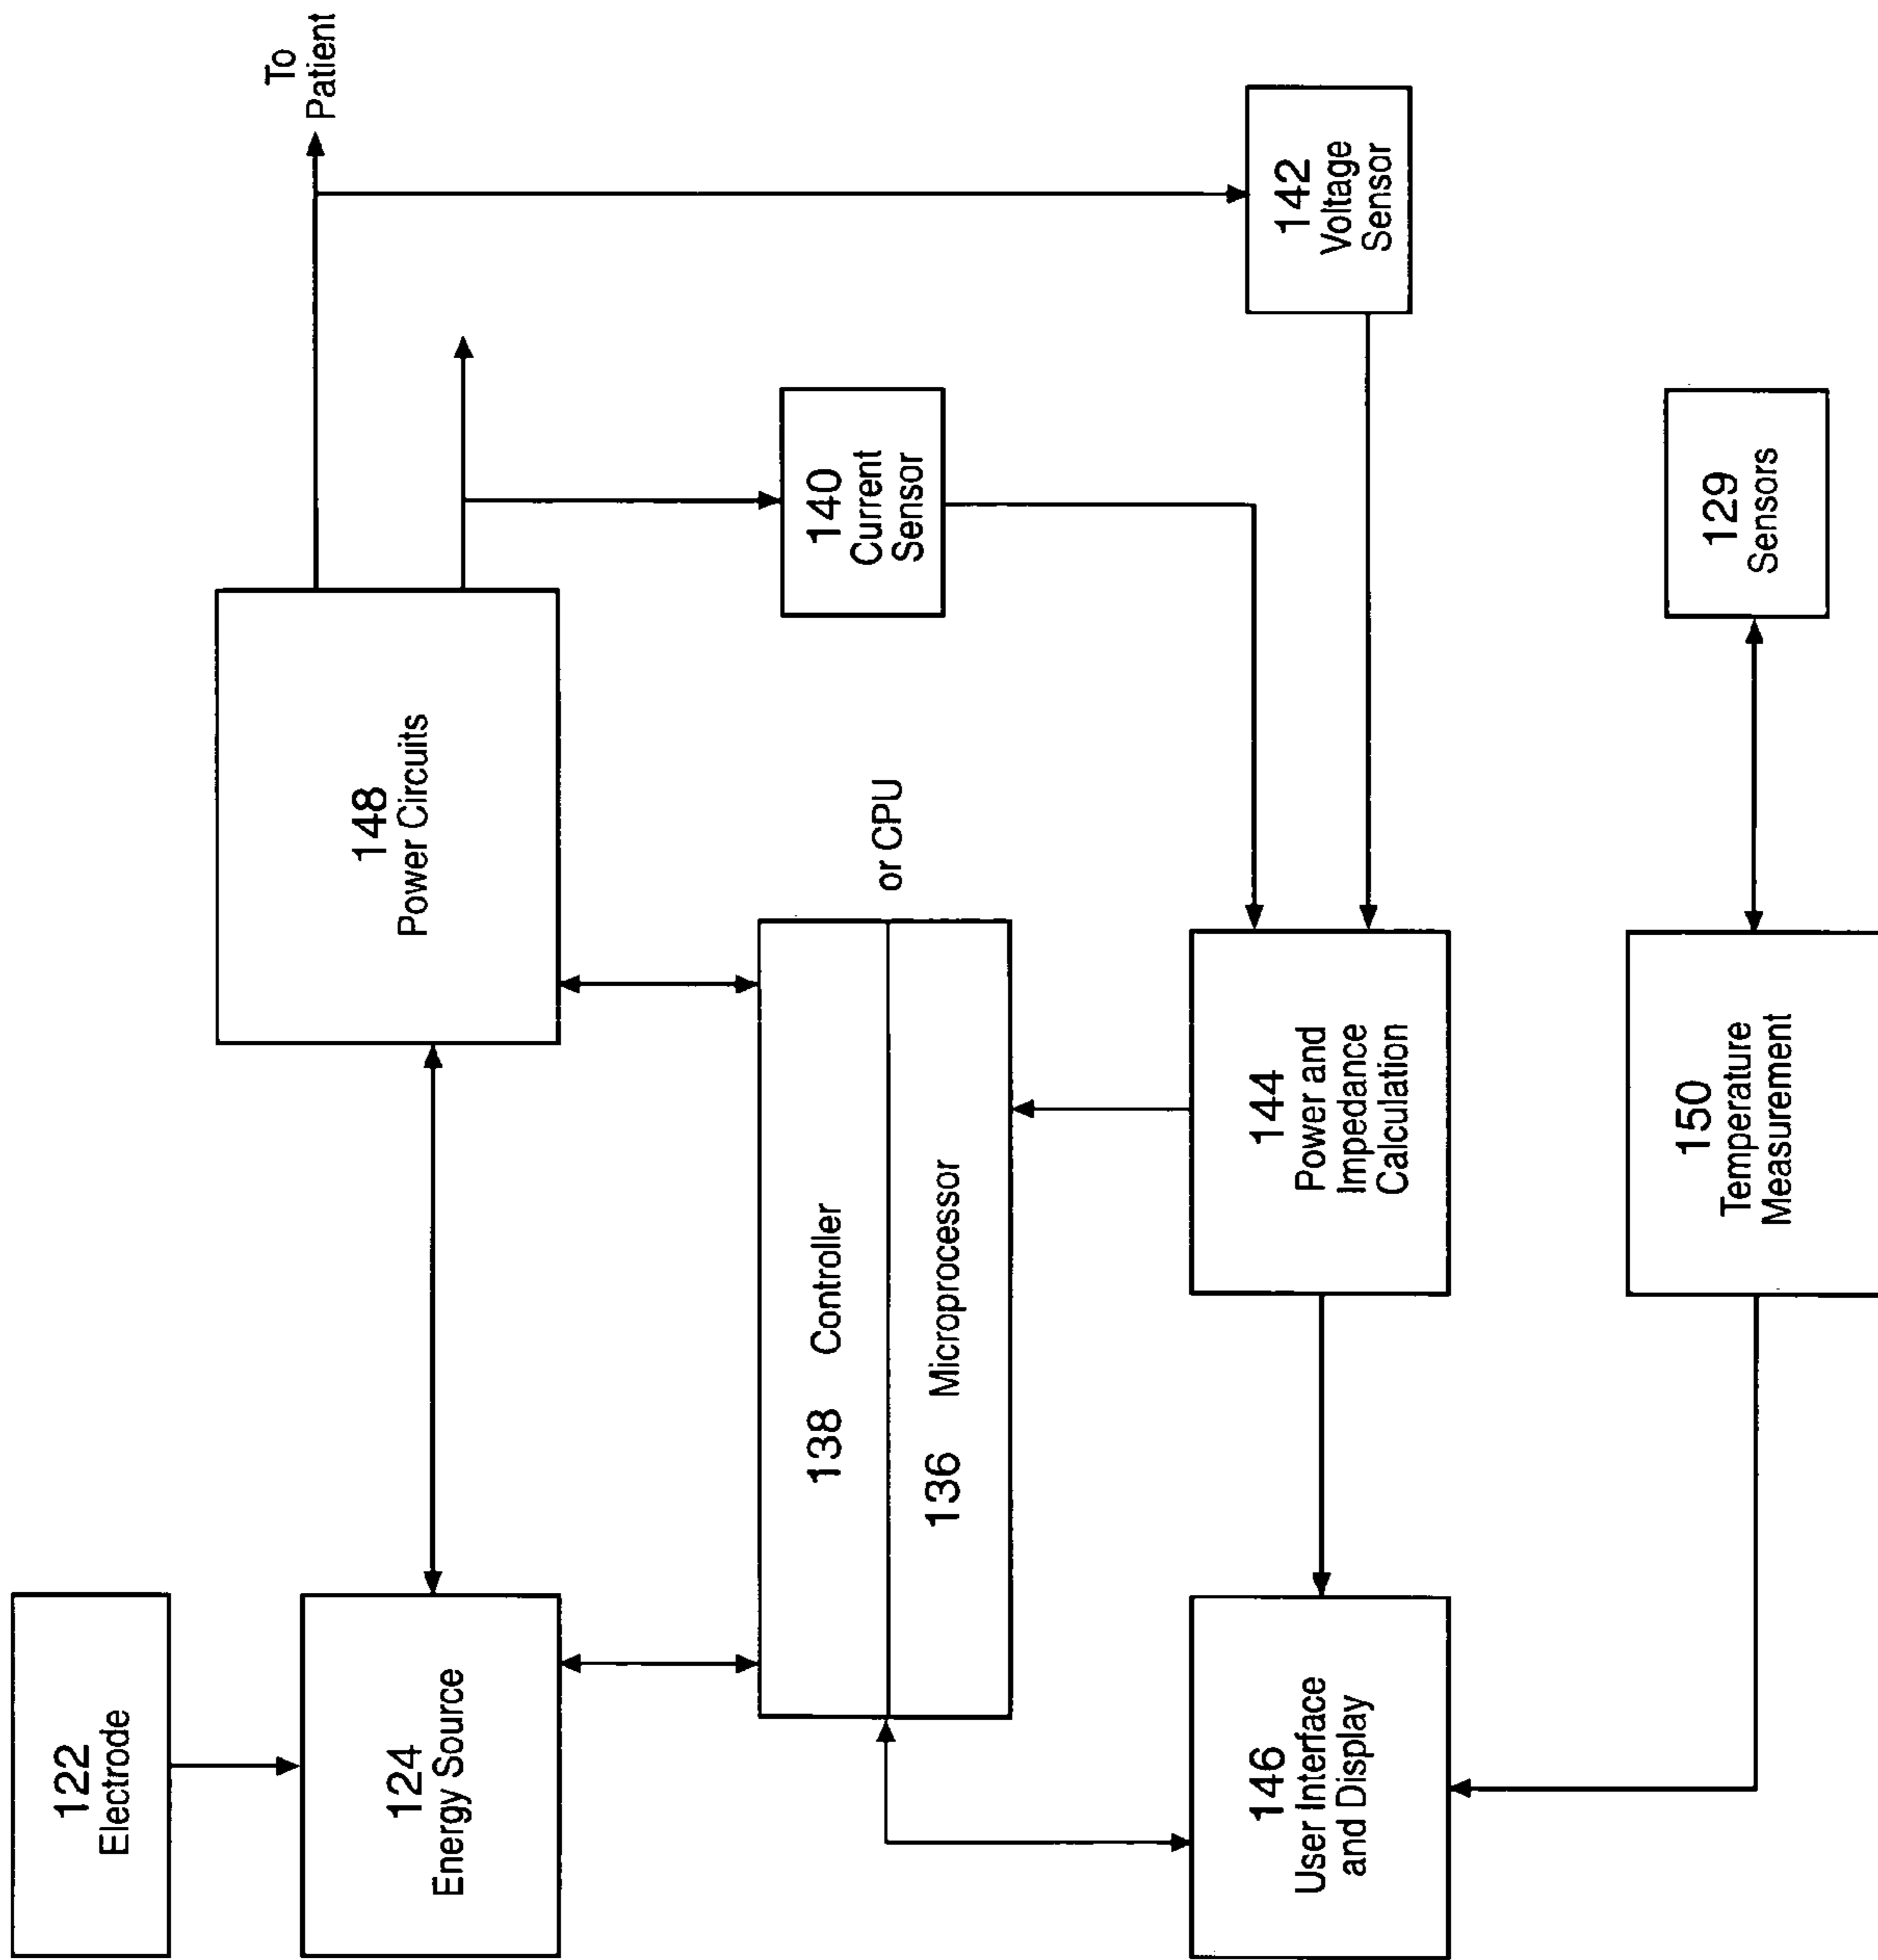 122
Electrode
124
Energy Source
148
Power Circuits
To
Patient
138 Controller
136 Microprocessor
or CPU
140
Current
Sensor
142
Voltage
Sensor
146
User Interface
and Display
144
Power and
Impedance
Calculation
150
Temperature
Measurement
129
Sensors